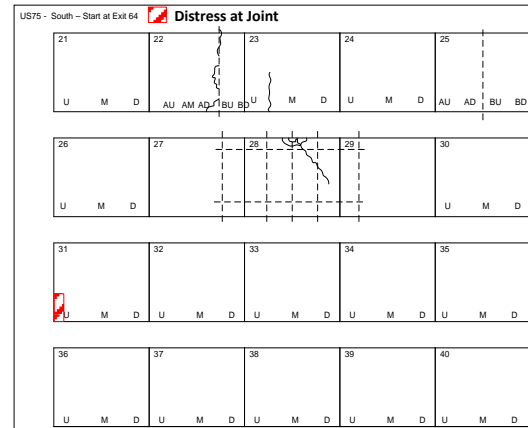 US75 - South – Start at Exit 64 Distress at Joint
21 22 23 24 25
U M D AU AM AD BU BD U M D U M D AU AD BU BD
26 27 28 29 30
U M D U M D
31 32 33 34 35
U M D U M D U M D U M D U M D
36 37 38 39 40
U M D U M D U M D U M D U M D